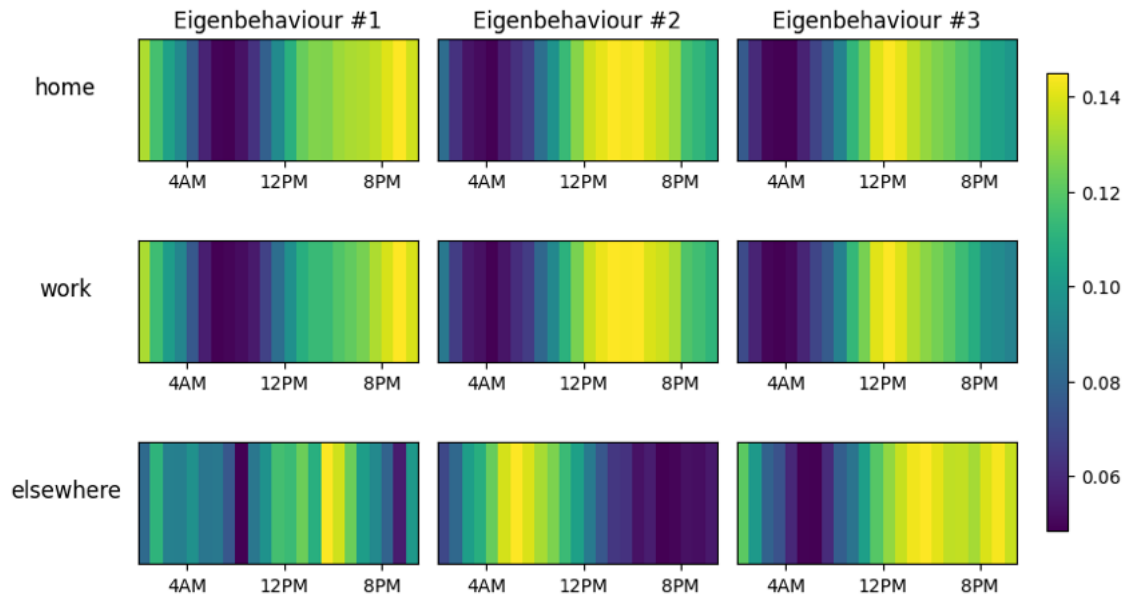 Eigenbehaviour #1 Eigenbehaviour #2 Eigenbehaviour #3
home
4AM 12PM 8PM 4AM 12PM 8PM 4AM 12PM 8PM
work
4AM 12PM 8PM 4AM 12PM 8PM 4AM 12PM 8PM
elsewhere
4AM 12PM 8PM 4AM 12PM 8PM 4AM 12PM 8PM
0.14
0.12
0.10
0.08
0.06